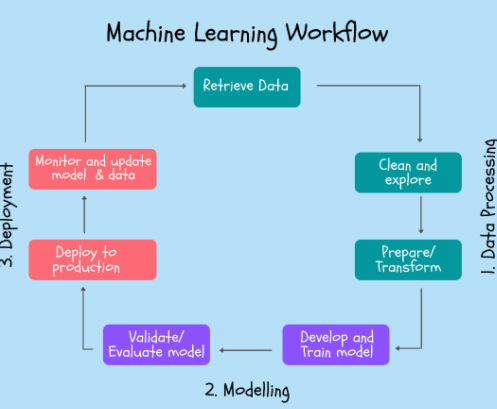 Machine Learning Workflow
Retrieve Data
Clean and
explore
1. Data Processing
Prepare/
Transform
Develop and
Train model
2. Modelling
Validate/
Evaluate model
Deploy to
production
3. Deployment
Monitor and update
model & data